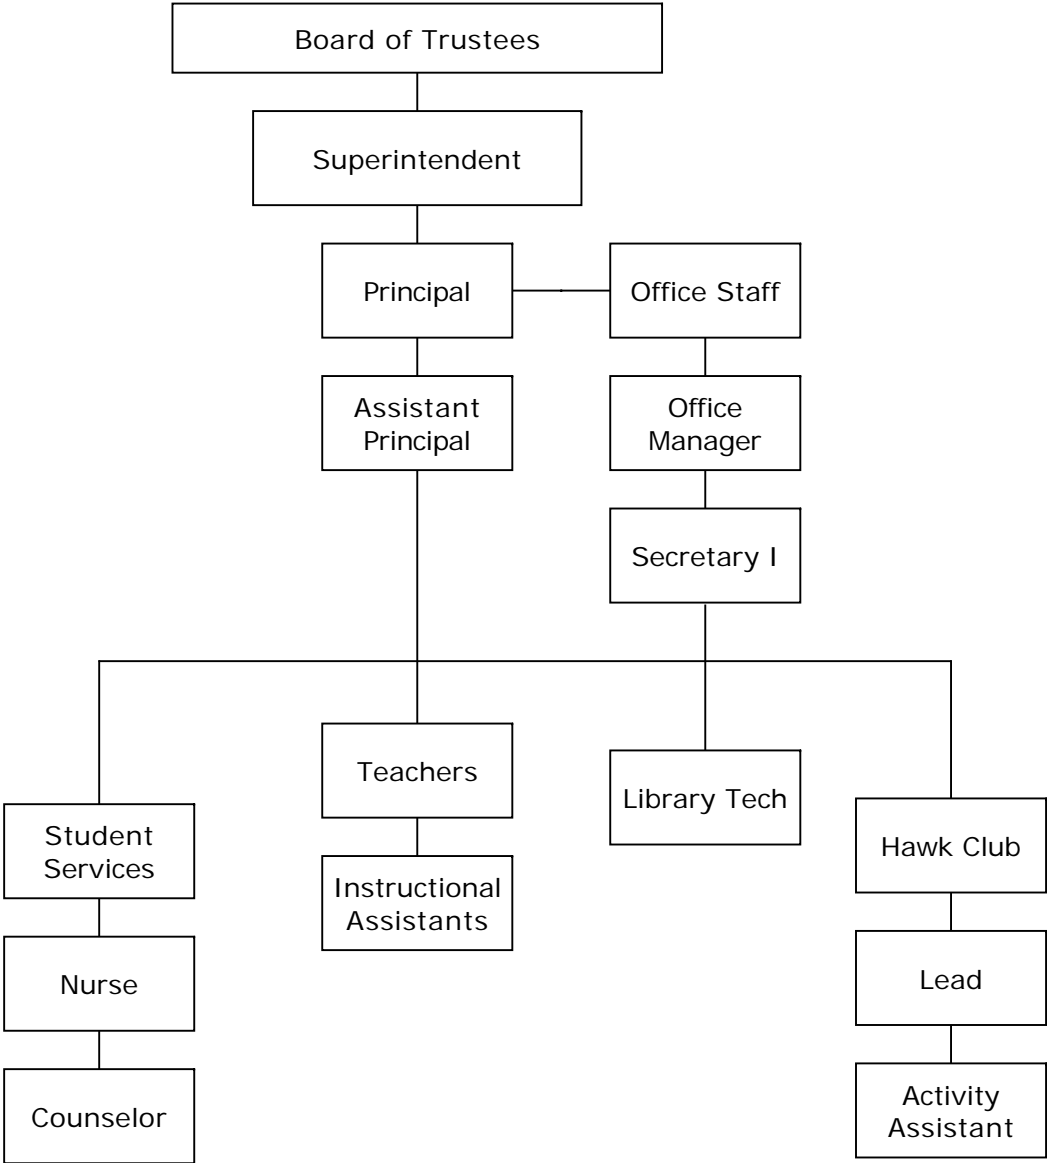 Board of Trustees
Superintendent
Principal
Office Staff
Assistant
Principal
Office
Manager
Secretary I
Teachers
Library Tech
Student
Services
Hawk Club
Instructional
Assistants
Nurse
Lead
Counselor
Activity
Assistant